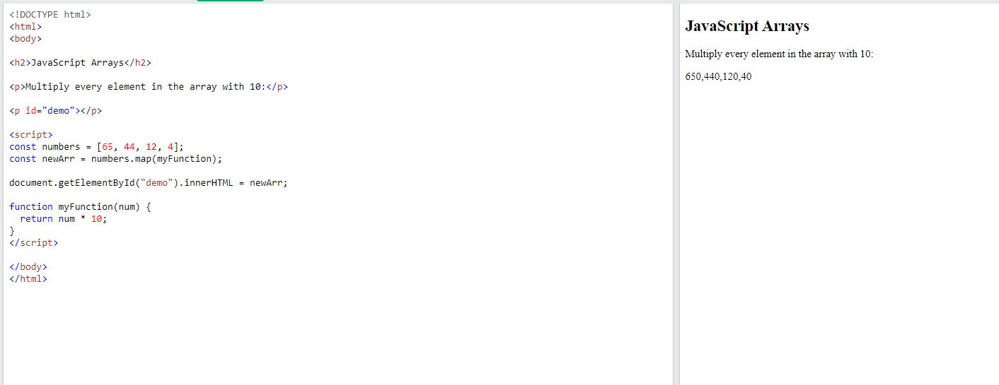 <!DOCTYPE html>
<html>
<body>
<h2>JavaScript Arrays</h2>
<p>Multiply every element in the array with 10:</p>
<p id="demo"></p>
<script>
const numbers = [65, 44, 12, 4];
const newArr = numbers.map(myFunction);
document.getElementById("demo").innerHTML = newArr;
function myFunction(num) {
  return num * 10;
}
</script>
</body>
</html>
JavaScript Arrays
Multiply every element in the array with 10:
650,440,120,40